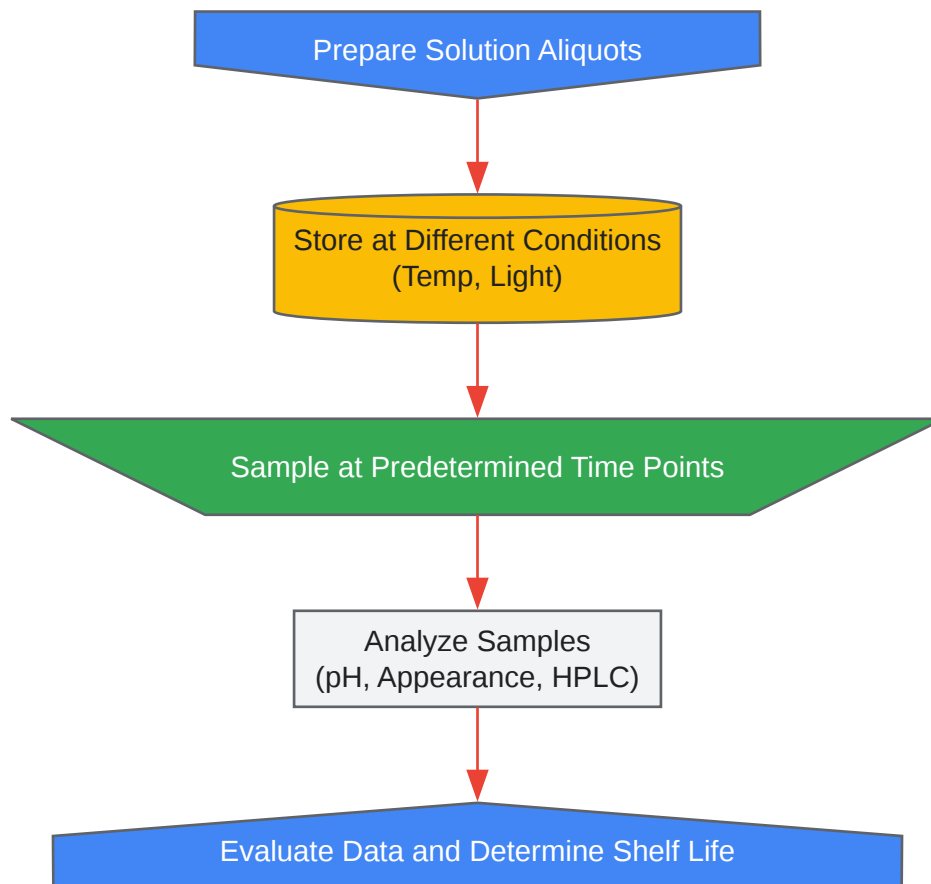 Prepare Solution Aliquots
Store at Different Conditions
(Temp, Light)
Sample at Predetermined Time Points
Analyze Samples
(pH, Appearance, HPLC)
Evaluate Data and Determine Shelf Life